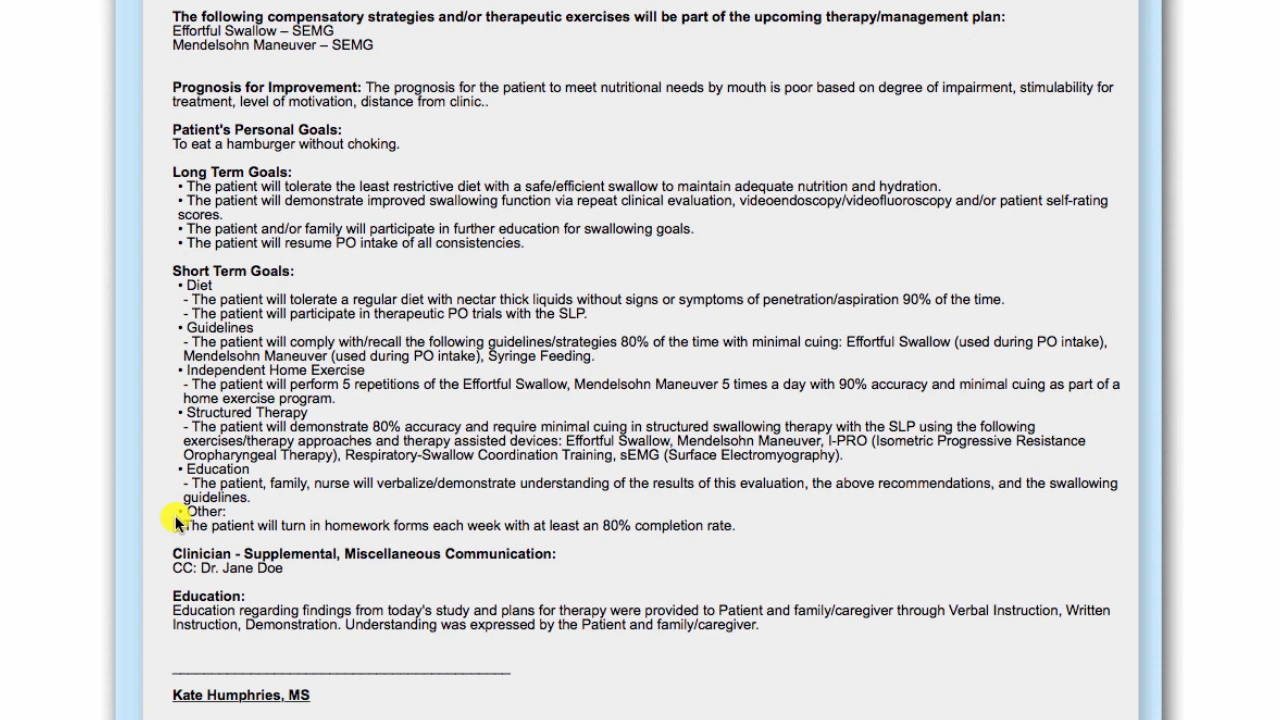 The following compensatory strategies and/or therapeutic exercises will be part of the upcoming therapy/management plan:
Effortful Swallow – SEMG
Mendelsohn Maneuver – SEMG
Prognosis for Improvement: The prognosis for the patient to meet nutritional needs by mouth is poor based on degree of impairment, stimulability for
treatment, level of motivation, distance from clinic..
Patient's Personal Goals:
To eat a hamburger without choking.
Long Term Goals:
• The patient will tolerate the least restrictive diet with a safe/efficient swallow to maintain adequate nutrition and hydration.
• The patient will demonstrate improved swallowing function via repeat clinical evaluation, videoendoscopy/videofluoroscopy and/or patient self-rating
scores.
• The patient and/or family will participate in further education for swallowing goals.
• The patient will resume PO intake of all consistencies.
Short Term Goals:
• Diet
- The patient will tolerate a regular diet with nectar thick liquids without signs or symptoms of penetration/aspiration 90% of the time.
- The patient will participate in therapeutic PO trials with the SLP.
• Guidelines
- The patient will comply with/recall the following guidelines/strategies 80% of the time with minimal cuing: Effortful Swallow (used during PO intake),
Mendelsohn Maneuver (used during PO intake), Syringe Feeding.
• Independent Home Exercise
- The patient will perform 5 repetitions of the Effortful Swallow, Mendelsohn Maneuver 5 times a day with 90% accuracy and minimal cuing as part of a
home exercise program.
• Structured Therapy
- The patient will demonstrate 80% accuracy and require minimal cuing in structured swallowing therapy with the SLP using the following
exercises/therapy approaches and therapy assisted devices: Effortful Swallow, Mendelsohn Maneuver, I-PRO (Isometric Progressive Resistance
Oropharyngeal Therapy), Respiratory-Swallow Coordination Training, sEMG (Surface Electromyography).
• Education
- The patient, family, nurse will verbalize/demonstrate understanding of the results of this evaluation, the above recommendations, and the swallowing
guidelines.
• Other:
The patient will turn in homework forms each week with at least an 80% completion rate.
Clinician - Supplemental, Miscellaneous Communication:
CC: Dr. Jane Doe
Education:
Education regarding findings from today's study and plans for therapy were provided to Patient and family/caregiver through Verbal Instruction, Written
Instruction, Demonstration. Understanding was expressed by the Patient and family/caregiver.
Kate Humphries, MS